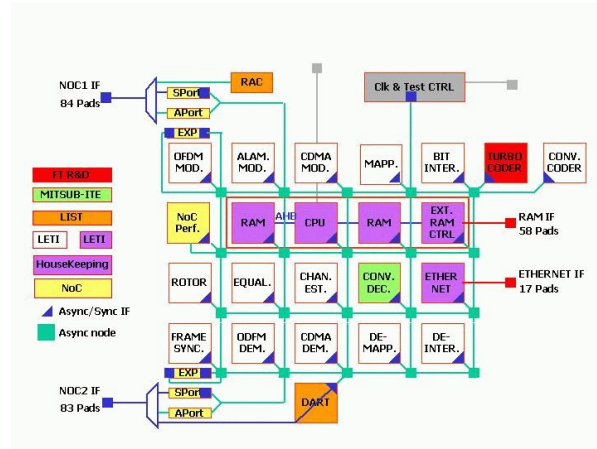 RAC
Clk & Test CTRL
NOC1 IF
84 Pads
SPort
APort
EXP
OFDM
MOD.
ALAM.
MOD.
CDMA
MOD.
MAPP.
BIT
INTER.
TURBO
CODER
CONV.
CODER
FT R&D
MITSUB-ITE
LIST
LETI
LETI
HouseKeeping
NoC
Async/Sync IF
Async node
NoC
Perf.
RAM
AHB
CPU
RAM
EXT.
RAM
CTRL
RAM IF
58 Pads
ROTOR
EQUAL.
CHAN.
EST.
CONV.
DEC.
ETHER
NET
ETHERNET IF
17 Pads
FRAME
SYNC.
ODFM
DEM.
CDMA
DEM.
DE-
MAPP.
DE-
INTER.
EXP
NOC2 IF
83 Pads
SPort
APort
DART